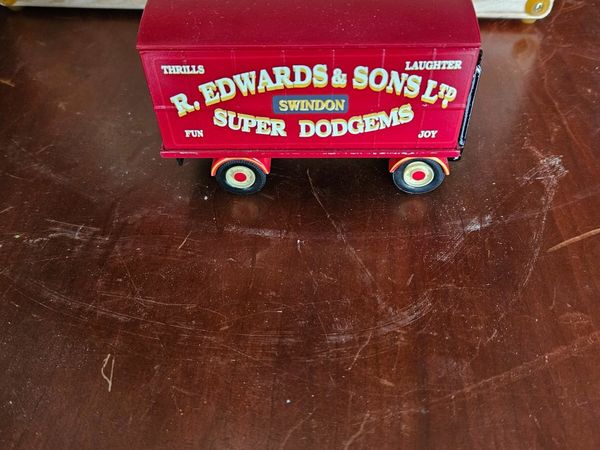 THRILLS LAUGHTER
R. EDWARDS & SONS LTD
SWINDON
SUPER DODGEMS
FUN JOY